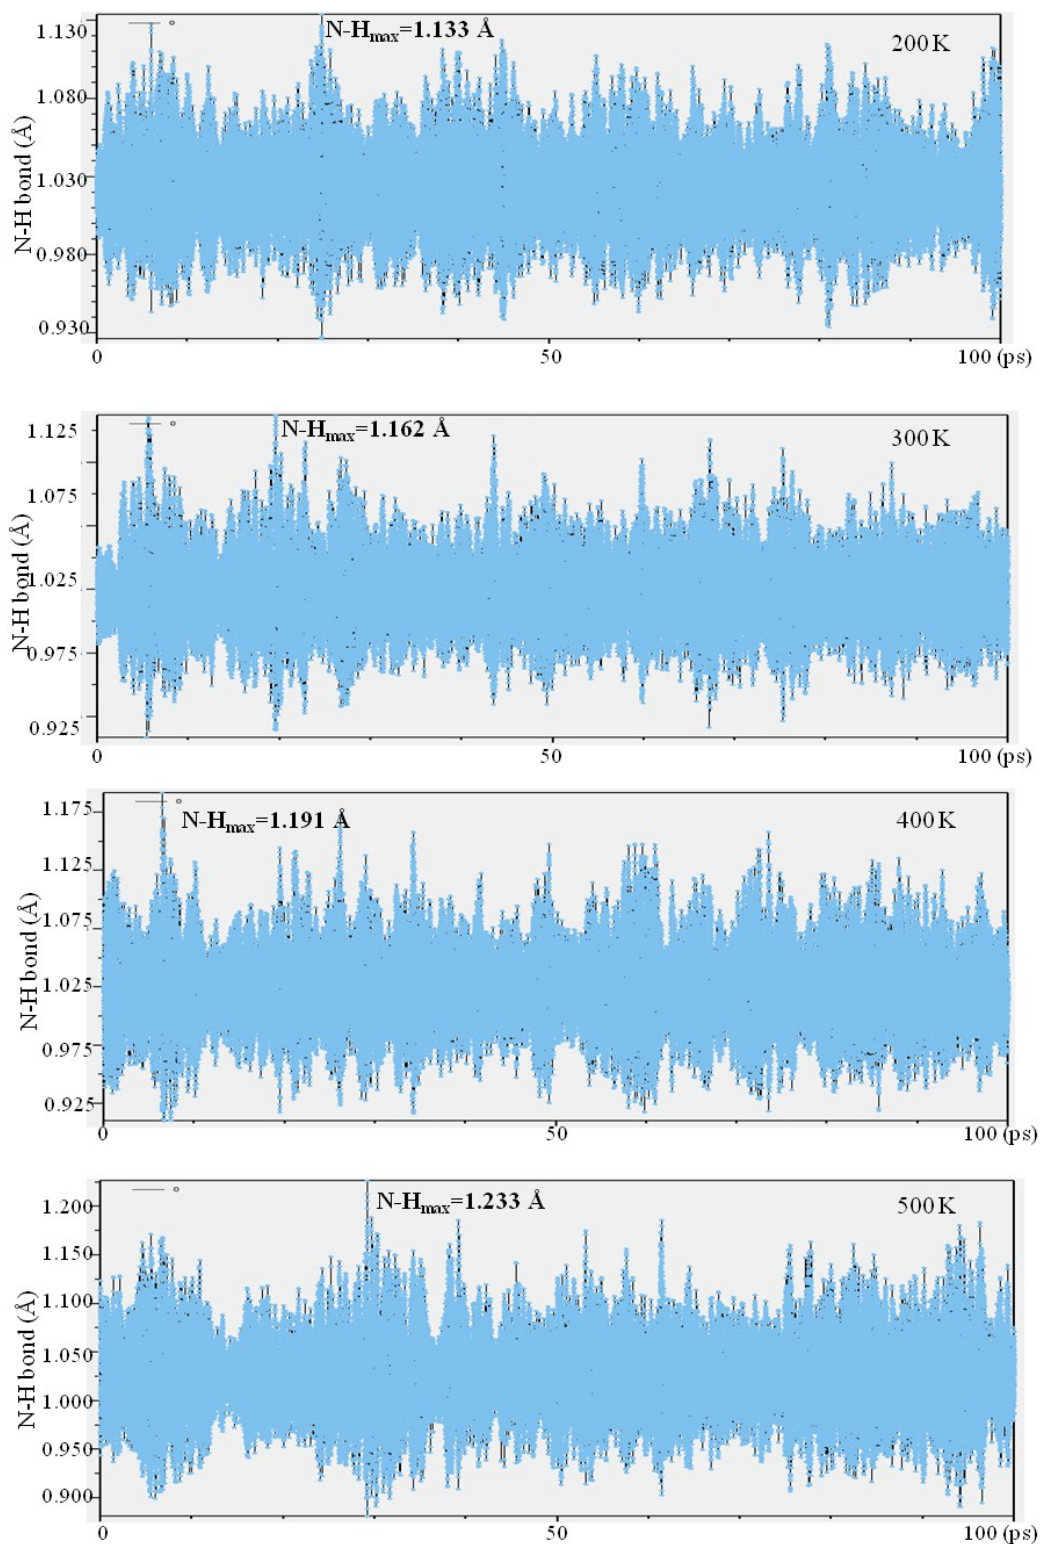 N-Hmax=1.133 Å
200 K
1.130
1.080
1.030
0.980
0.930
N-H bond (Å)
0
50
100 (ps)
N-Hmax=1.162 Å
300 K
1.125
1.075
1.025
0.975
0.925
N-H bond (Å)
0
50
100 (ps)
N-Hmax=1.191 Å
400 K
1.175
1.125
1.075
1.025
0.975
0.925
N-H bond (Å)
0
50
100 (ps)
N-Hmax=1.233 Å
500 K
1.200
1.150
1.100
1.050
1.000
0.950
0.900
N-H bond (Å)
0
50
100 (ps)